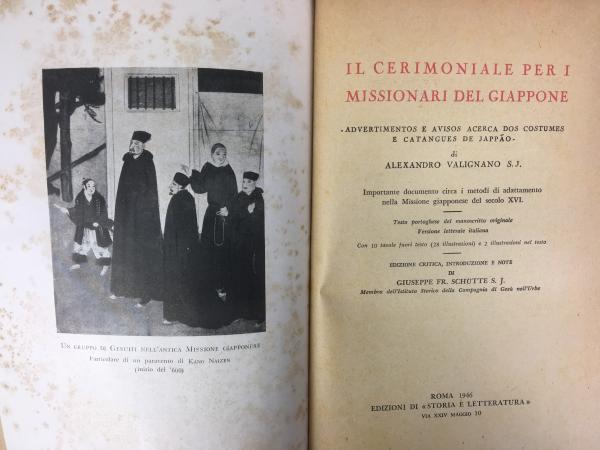 UN GRUPPO DI GESUITI NELL'ANTICA MISSIONE GIAPPONESE
Particolare di un paravento di KANO NAIZEN
(inizio del '600)
IL CERIMONIALE PER I
MISSIONARI DEL GIAPPONE
«ADVERTIMENTOS E AVISOS ACERCA DOS COSTUMES
E CATANGUES DE JAPPÃO»
di
ALEXANDRO VALIGNANO S.J.
Importante documento circa i metodi di adattamento
nella Missione giapponese del secolo XVI.
Testo portoghese del manoscritto originale
Versione letterale italiana
Con 10 tavole fuori testo (28 illustrazioni) e 2 illustrazioni nel testo
EDIZIONE CRITICA, INTRODUZIONE E NOTE
DI
GIUSEPPE FR. SCHÜTTE S. J.
Membro dell'Istituto Storico della Compagnia di Gesù nell'Urbe
ROMA 1946
EDIZIONI DI «STORIA E LETTERATURA»
VIA XXIV MAGGIO 10